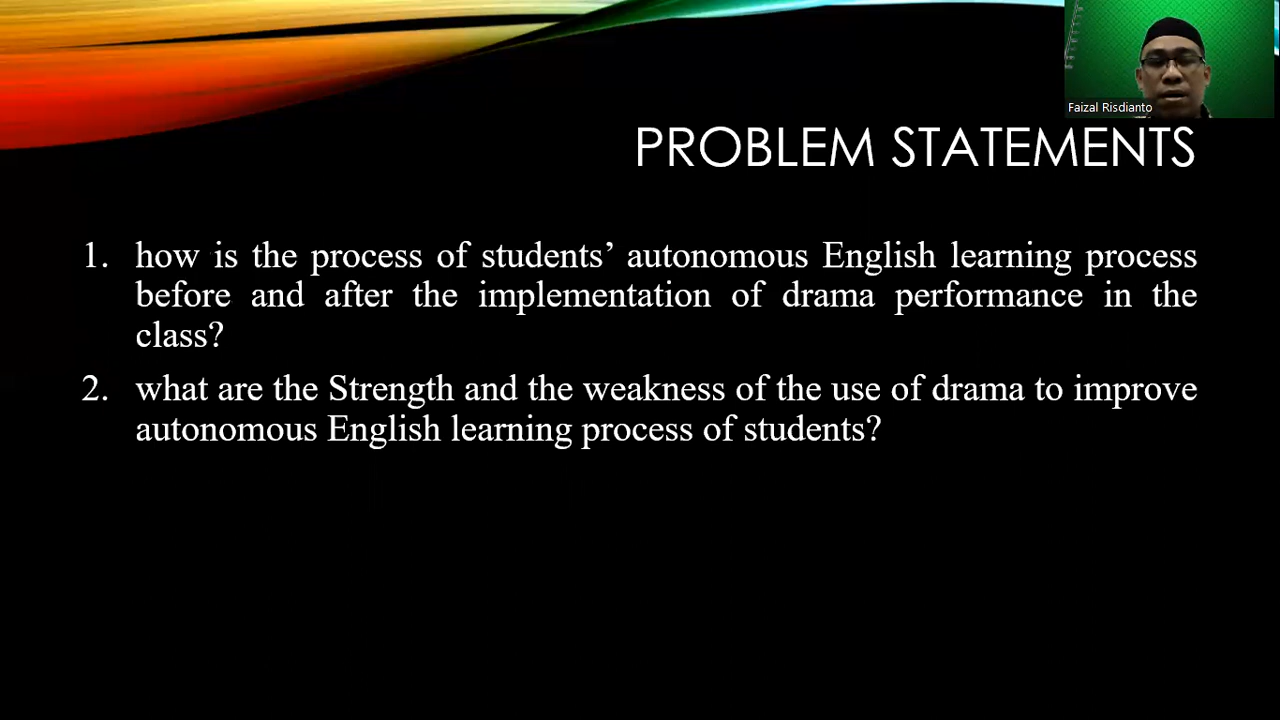 Faizal Risdianto
PROBLEM STATEMENTS
1. how is the process of students’ autonomous English learning process
before and after the implementation of drama performance in the
class?
2. what are the Strength and the weakness of the use of drama to improve
autonomous English learning process of students?